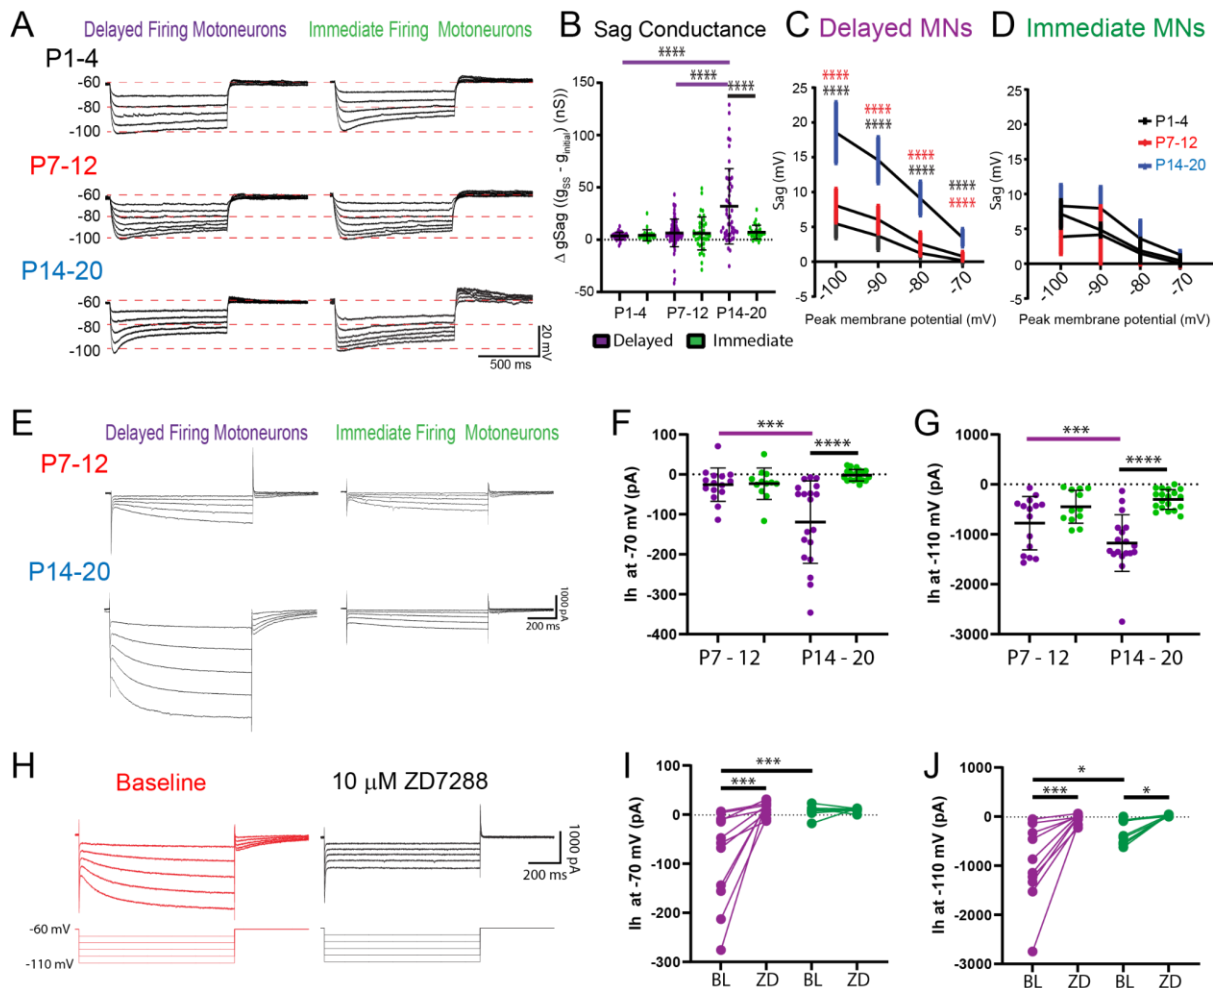 A
Delayed Firing Motoneurons
Immediate Firing Motoneurons
P1-4
-60
-80
-100
P7-12
-60
-80
-100
P14-20
-60
-80
-100
20 mV
500 ms
B Sag Conductance
****
****
****
Δ gSag ((gSS - ginitial) (nS))
150
100
50
0
-50
P1-4 P7-12 P14-20
Delayed Immediate
C Delayed MNs
**** **** **** ****
**** **** **** ****
Sag (mV)
25
20
15
10
5
0
-5
-100 -90 -80 -70
Peak membrane potential (mV)
D Immediate MNs
P1-4
P7-12
P14-20
Sag (mV)
25
20
15
10
5
0
-5
-100 -90 -80 -70
Peak membrane potential (mV)
E
Delayed Firing Motoneurons
Immediate Firing Motoneurons
P7-12
P14-20
1000 pA
200 ms
F
***
****
Ih at -70 mV (pA)
100
0
-100
-200
-300
-400
P7 - 12 P14 - 20
G
***
****
Ih at -110 mV (pA)
1000
0
-1000
-2000
-3000
P7 - 12 P14 - 20
H
Baseline
10 μM ZD7288
1000 pA
200 ms
-60 mV
-110 mV
I
***
***
Ih at -70 mV (pA)
100
0
-100
-200
-300
BL ZD BL ZD
J
*
***
*
Ih at -110 mV (pA)
1000
0
-1000
-2000
-3000
BL ZD BL ZD